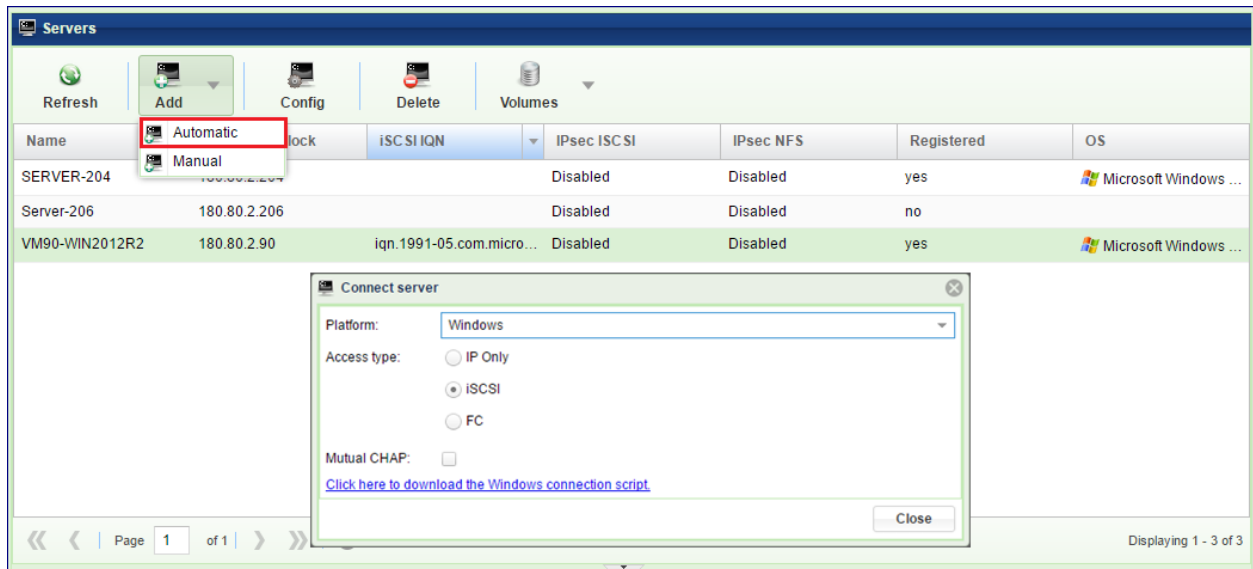 Servers
Refresh Add Config Delete Volumes
Automatic
Manual
Name lock iSCSI IQN IPsec ISCSI IPsec NFS Registered OS
SERVER-204 Disabled Disabled yes Microsoft Windows ...
Server-206 180.80.2.206 Disabled Disabled no
VM90-WIN2012R2 180.80.2.90 iqn.1991-05.com.micro... Disabled Disabled yes Microsoft Windows ...
Connect server
Platform: Windows
Access type: IP Only
iSCSI
FC
Mutual CHAP:
Click here to download the Windows connection script.
Close
Page 1 of 1 Displaying 1 - 3 of 3